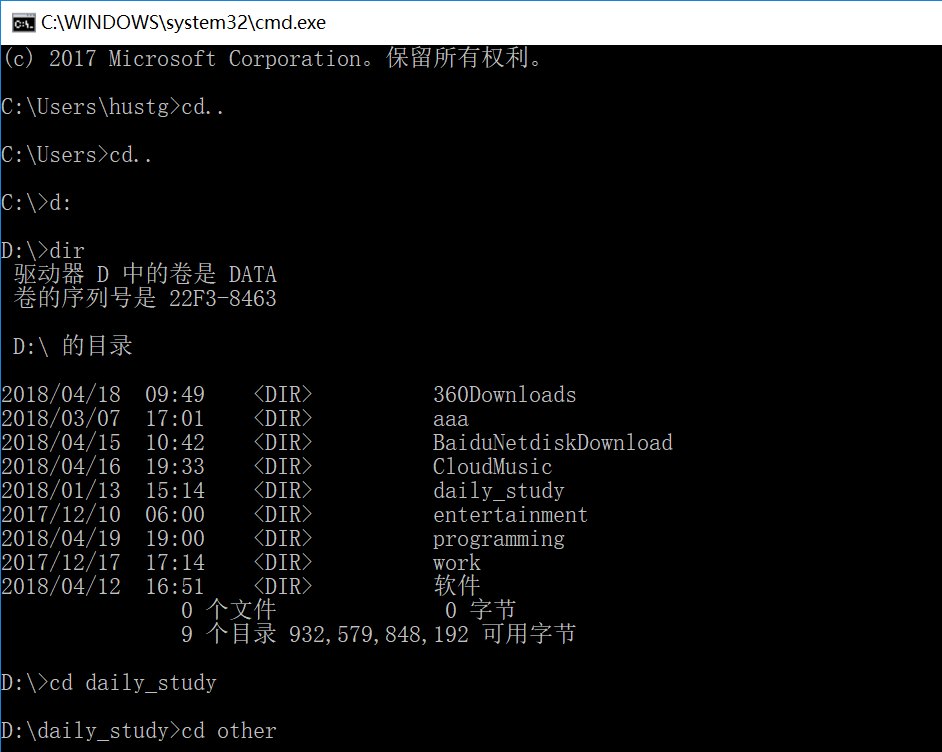 C:\WINDOWS\system32\cmd.exe
(c) 2017 Microsoft Corporation。保留所有权利。
C:\Users\hustg>cd..
C:\Users>cd..
C:\>d:
D:\>dir
驱动器 D 中的卷是 DATA
卷的序列号是 22F3-8463
D:\ 的目录
2018/04/18  09:49    <DIR>          360Downloads
2018/03/07  17:01    <DIR>          aaa
2018/04/15  10:42    <DIR>          BaiduNetdiskDownload
2018/04/16  19:33    <DIR>          CloudMusic
2018/01/13  15:14    <DIR>          daily_study
2017/12/10  06:00    <DIR>          entertainment
2018/04/19  19:00    <DIR>          programming
2017/12/17  17:14    <DIR>          work
2018/04/12  16:51    <DIR>          软件
0 个文件              0 字节
9 个目录 932,579,848,192 可用字节
D:\>cd daily_study
D:\daily_study>cd other